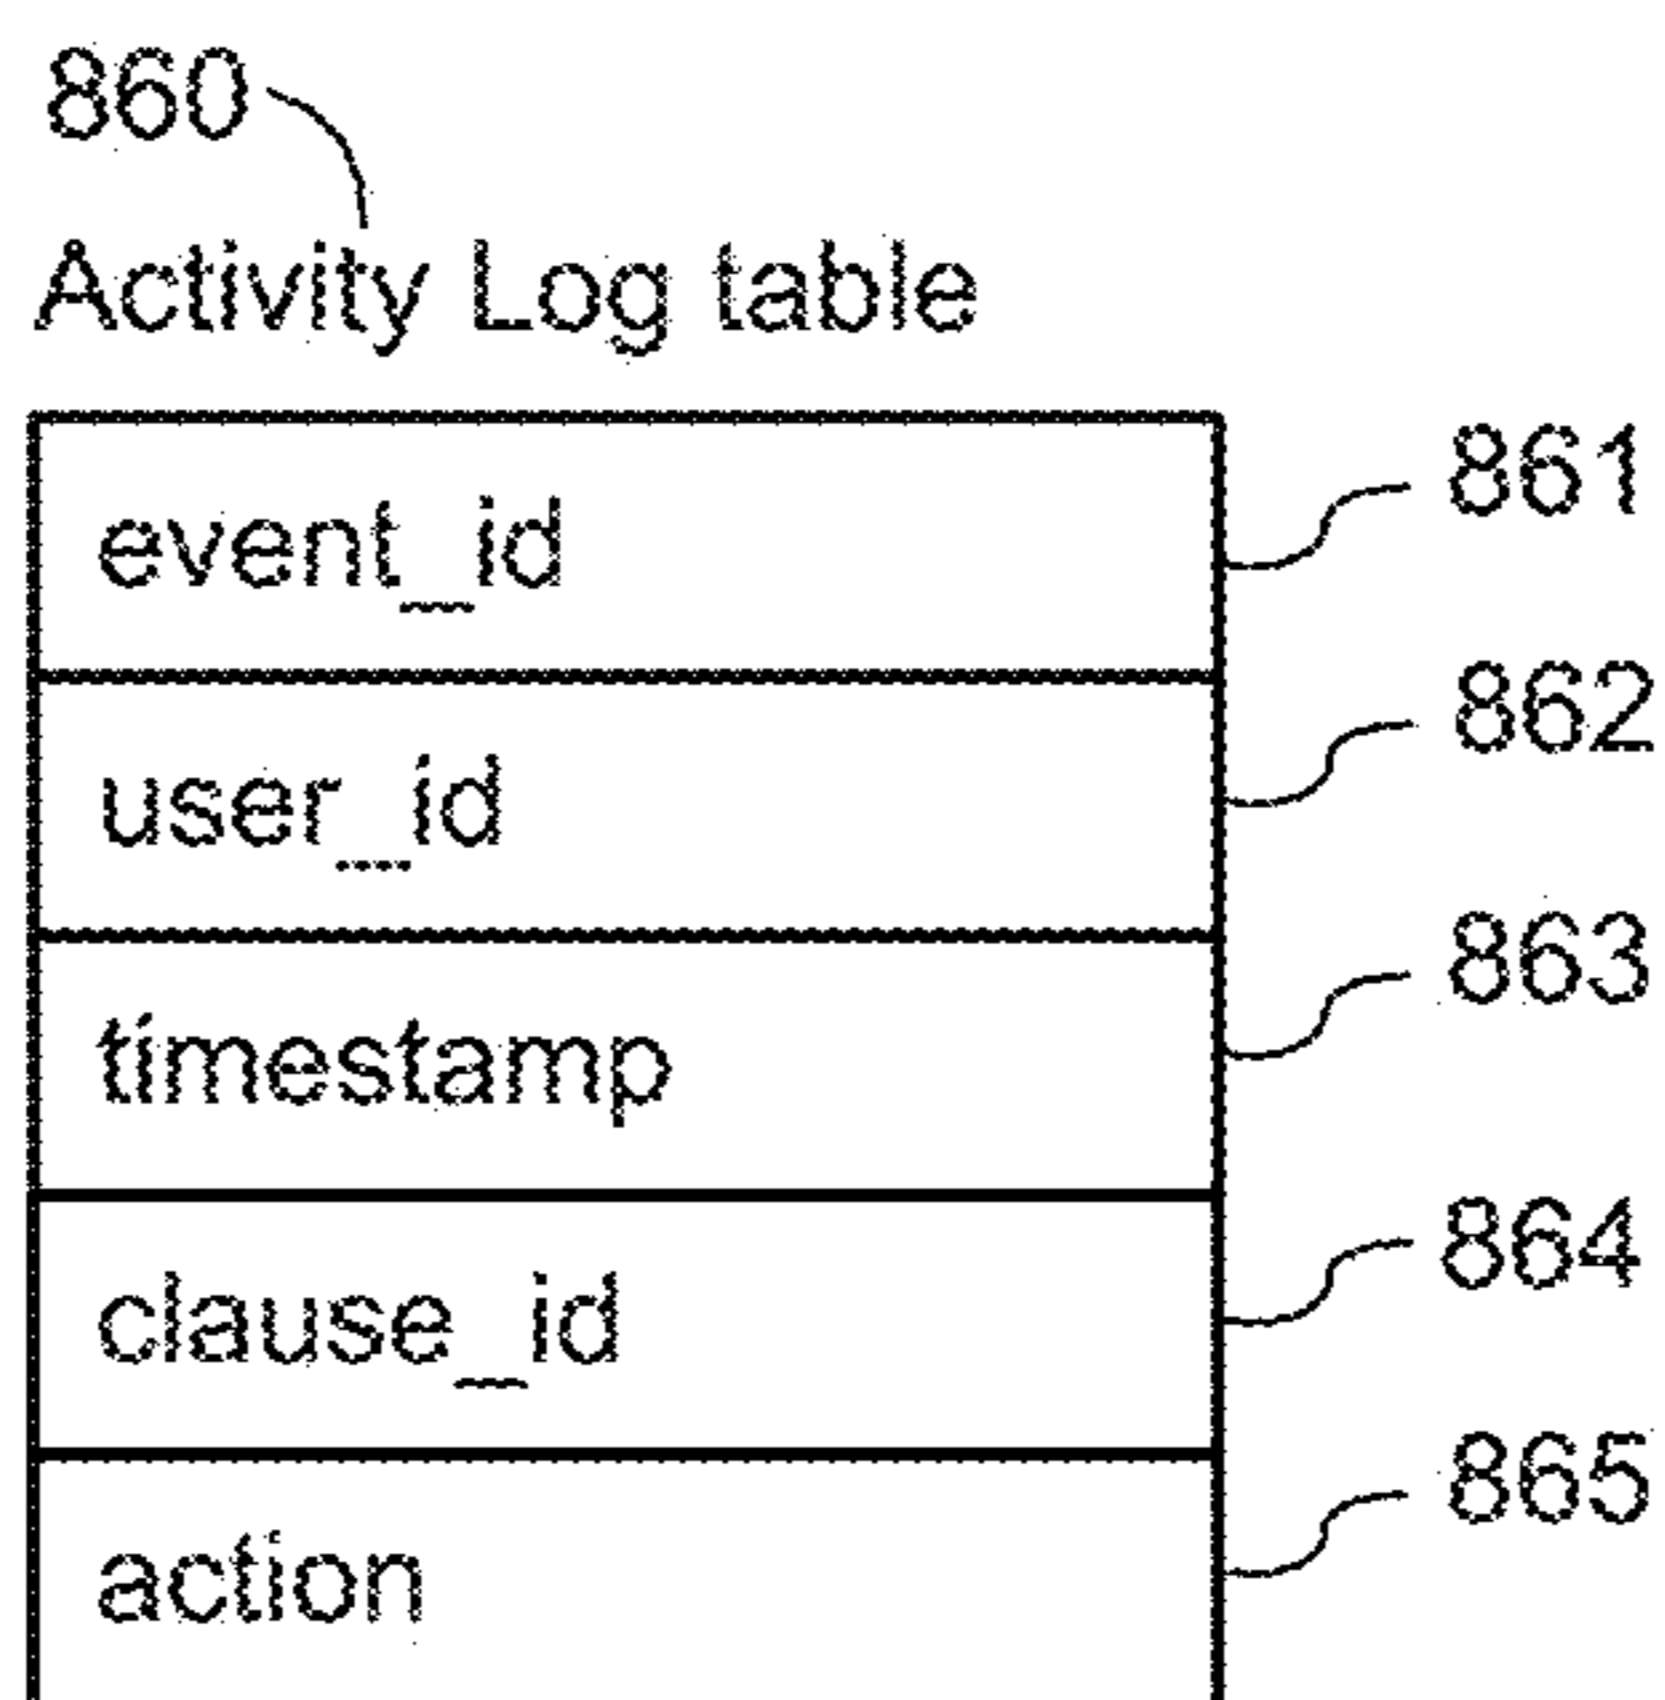 860
Activity Log table
event_id 861
user_id 862
timestamp 863
clause_id 864
action 865